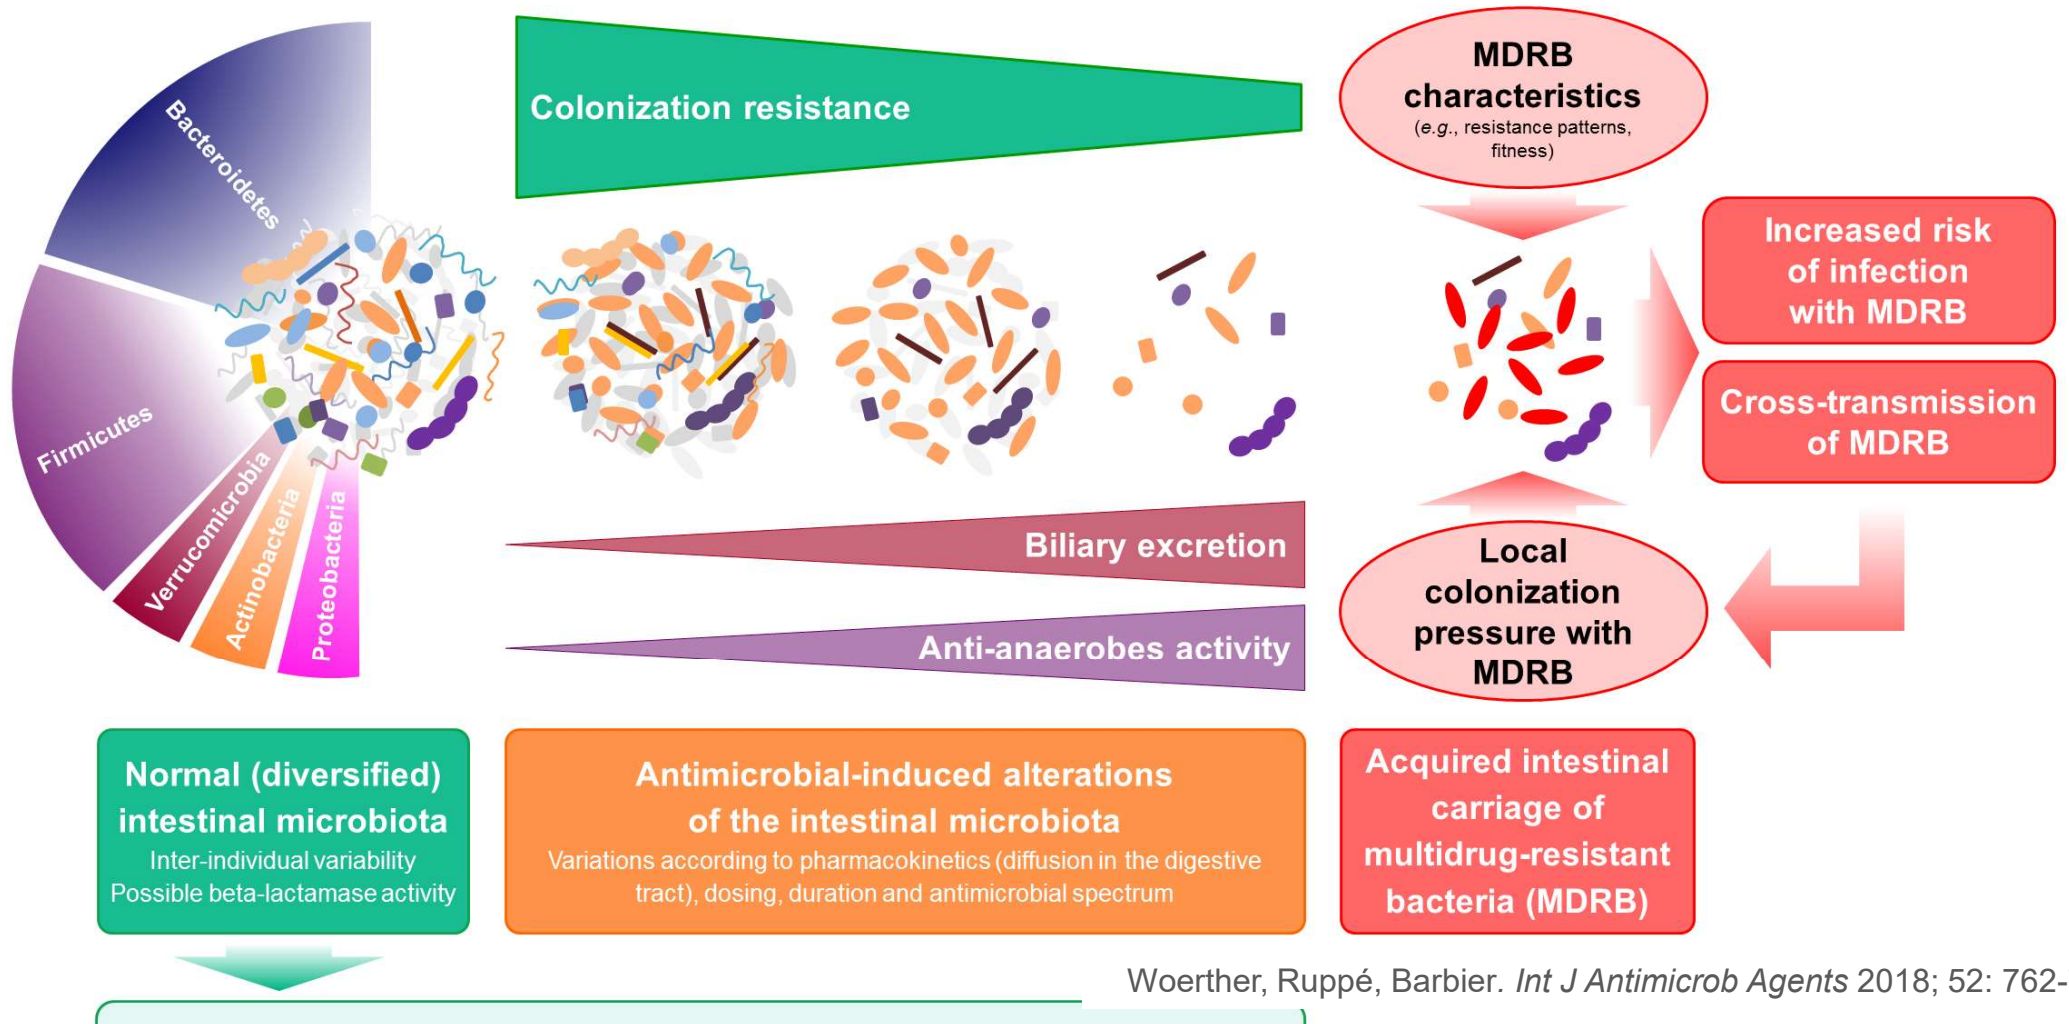 Bacteroidetes
Firmicutes
Verrucomicrobia
Actinobacteria
Proteobacteria
Colonization resistance
MDRB
characteristics
(e.g., resistance patterns,
fitness)
Increased risk
of infection
with MDRB
Cross-transmission
of MDRB
Biliary excretion
Anti-anaerobes activity
Local
colonization
pressure with
MDRB
Normal (diversified)
intestinal microbiota
Inter-individual variability
Possible beta-lactamase activity
Antimicrobial-induced alterations
of the intestinal microbiota
Variations according to pharmacokinetics (diffusion in the digestive
tract), dosing, duration and antimicrobial spectrum
Acquired intestinal
carriage of
multidrug-resistant
bacteria (MDRB)
Woerther, Ruppé, Barbier. Int J Antimicrob Agents 2018; 52: 762-